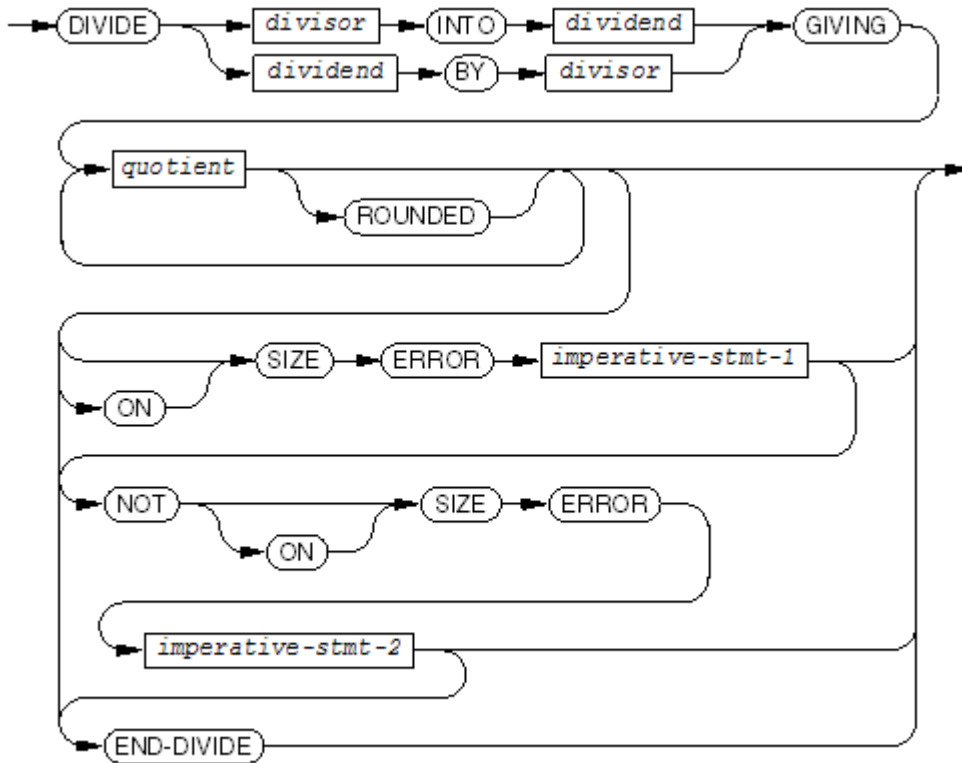 DIVIDE divisor INTO dividend GIVING
dividend BY divisor
quotient
ROUNDED
SIZE ERROR imperative-stmt-1
ON
NOT SIZE ERROR
ON
imperative-stmt-2
END-DIVIDE